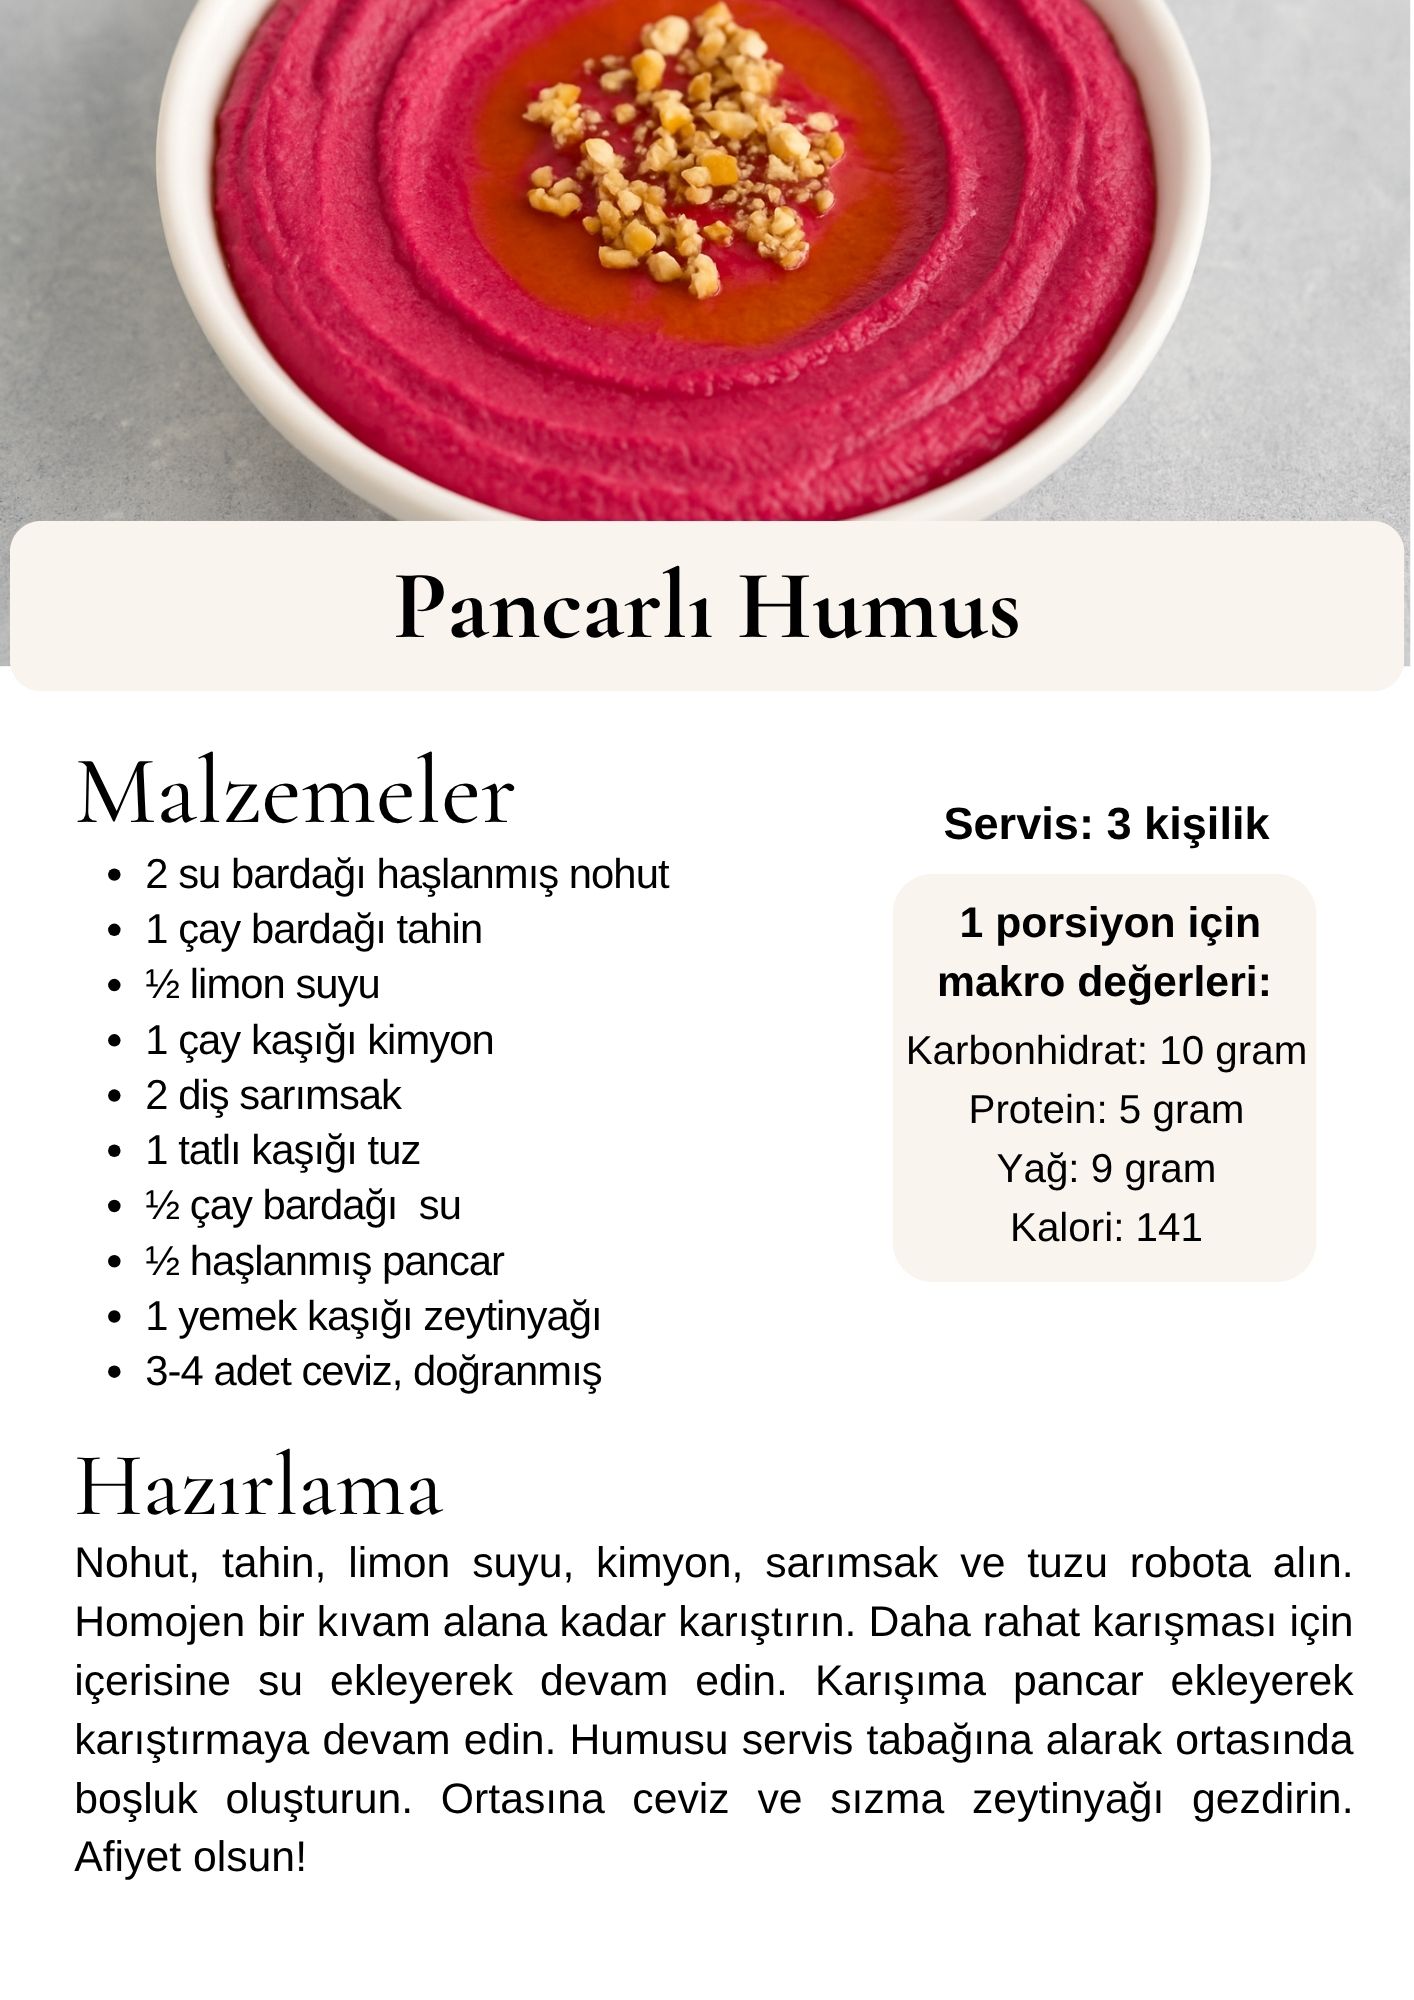 Pancarlı Humus
Malzemeler
• 2 su bardağı haşlanmış nohut
• 1 çay bardağı tahin
• ½ limon suyu
• 1 çay kaşığı kimyon
• 2 diş sarımsak
• 1 tatlı kaşığı tuz
• ½ çay bardağı  su
• ½ haşlanmış pancar
• 1 yemek kaşığı zeytinyağı
• 3-4 adet ceviz, doğranmış
Servis: 3 kişilik
1 porsiyon için
makro değerleri:
Karbonhidrat: 10 gram
Protein: 5 gram
Yağ: 9 gram
Kalori: 141
Hazırlama
Nohut, tahin, limon suyu, kimyon, sarımsak ve tuzu robota alın.
Homojen bir kıvam alana kadar karıştırın. Daha rahat karışması için
içerisine su ekleyerek devam edin. Karışıma pancar ekleyerek
karıştırmaya devam edin. Humusu servis tabağına alarak ortasında
boşluk oluşturun. Ortasına ceviz ve sızma zeytinyağı gezdirin.
Afiyet olsun!